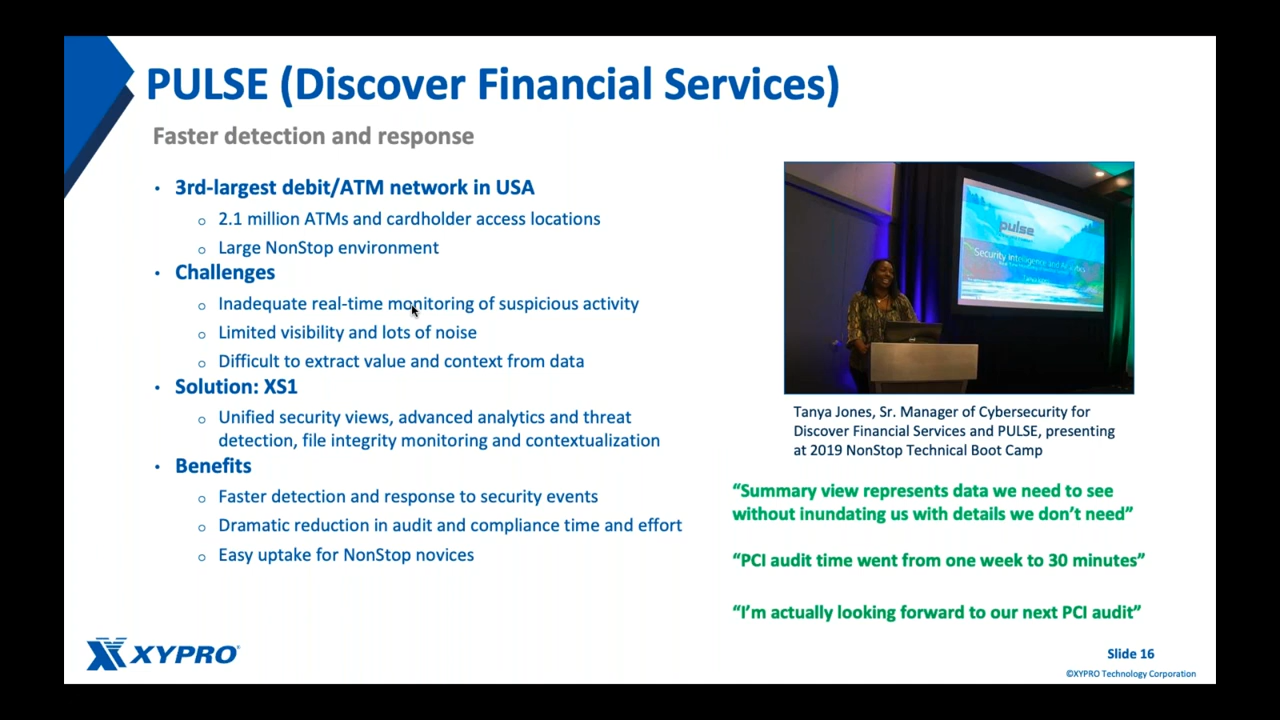 PULSE (Discover Financial Services)
Faster detection and response
• 3rd-largest debit/ATM network in USA
○ 2.1 million ATMs and cardholder access locations
○ Large NonStop environment
• Challenges
○ Inadequate real-time monitoring of suspicious activity
○ Limited visibility and lots of noise
○ Difficult to extract value and context from data
• Solution: XS1
○ Unified security views, advanced analytics and threat
detection, file integrity monitoring and contextualization
• Benefits
○ Faster detection and response to security events
○ Dramatic reduction in audit and compliance time and effort
○ Easy uptake for NonStop novices
pulse
Security Intelligence and Analytics
Tanya Jones, Sr. Manager of Cybersecurity for
Discover Financial Services and PULSE, presenting
at 2019 NonStop Technical Boot Camp
“Summary view represents data we need to see
without inundating us with details we don’t need”
“PCI audit time went from one week to 30 minutes”
“I’m actually looking forward to our next PCI audit”
XYPRO®
Slide 16
©XYPRO Technology Corporation